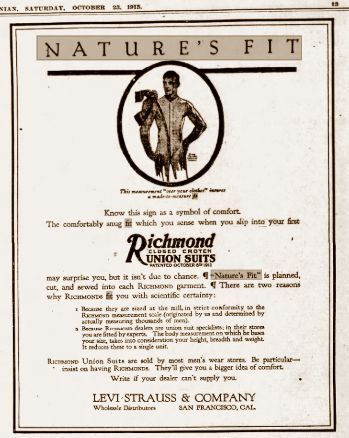 NIAN, SATURDAY, OCTOBER 23, 1915.
13
NATURE'S FIT
This measurement "over your clothes" insures
a made-to-measure fit
Know this sign as a symbol of comfort.
The comfortably snug fit which you sense when you slip into your first
Richmond
CLOSED CROTCH
UNION SUITS
PATENTED OCTOBER 8TH 1912
may surprise you, but it isn't due to chance. ¶ "Nature's Fit" is planned,
cut, and sewed into each RICHMOND garment. ¶ There are two reasons
why RICHMONDS fit you with scientific certainty:
1 Because they are sized at the mill, in strict conformity to the
RICHMOND measurement scale (originated by us and determined by
actually measuring thousands of men).
2 Because RICHMOND dealers are union suit specialists; in their stores
you are fitted by experts. The body measurement on which he bases
your size, takes into consideration your height, breadth and weight.
It reduces these to a single unit.
RICHMOND Union Suits are sold by most men's wear stores. Be particular—
insist on having RICHMONDS. They'll give you a bigger idea of comfort.
Write if your dealer can't supply you.
LEVI STRAUSS & COMPANY
Wholesale Distributors SAN FRANCISCO, CAL.